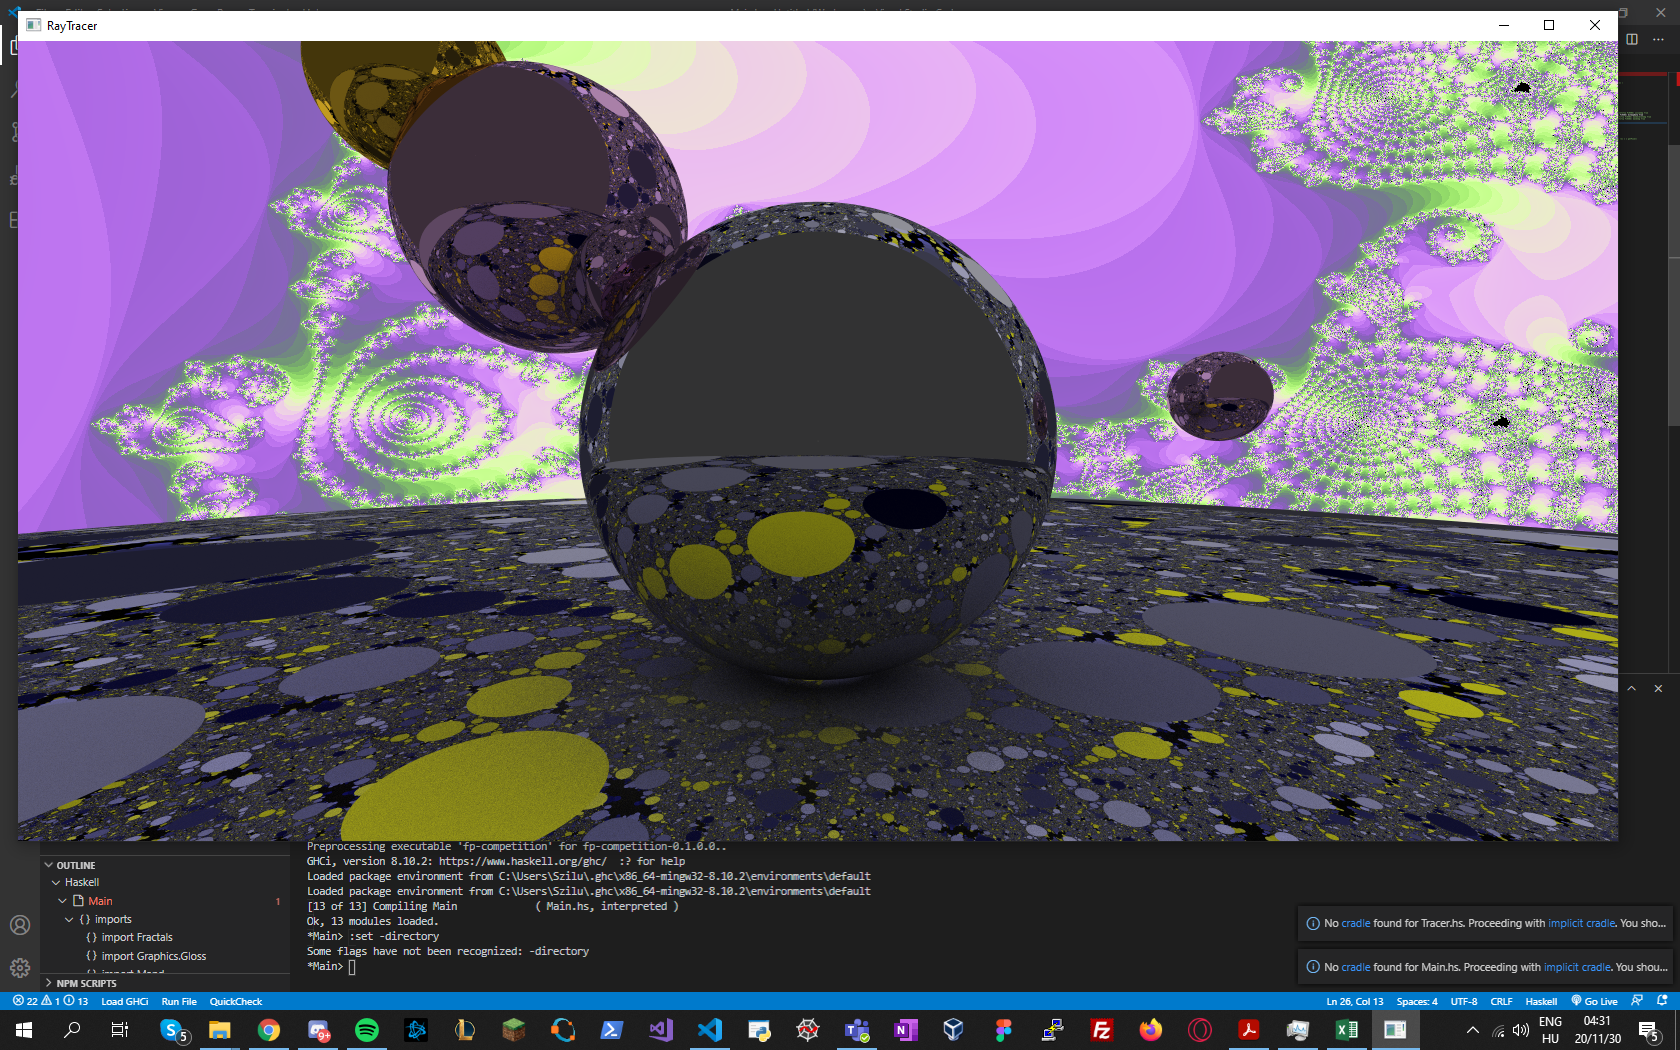 RayTracer
OUTLINE
Haskell
Main 1
{} imports
{} import Fractals
{} import Graphics.Gloss
NPM SCRIPTS
Preprocessing executable 'fp-competition' for fp-competition-0.1.0.0..
GHCi, version 8.10.2: https://www.haskell.org/ghc/  :? for help
Loaded package environment from C:\Users\Szilu\.ghc\x86_64-mingw32-8.10.2\environments\default
Loaded package environment from C:\Users\Szilu\.ghc\x86_64-mingw32-8.10.2\environments\default
[13 of 13] Compiling Main             ( Main.hs, interpreted )
Ok, 13 modules loaded.
*Main> :set -directory
Some flags have not been recognized: -directory
*Main>
No cradle found for Tracer.hs. Proceeding with implicit cradle. You sho...
No cradle found for Main.hs. Proceeding with implicit cradle. You shou...
22 1 13 Load GHCi Run File QuickCheck
Ln 26, Col 13 Spaces: 4 UTF-8 CRLF Haskell Go Live
5
9+
ENG
HU
04:31
20/11/30
5